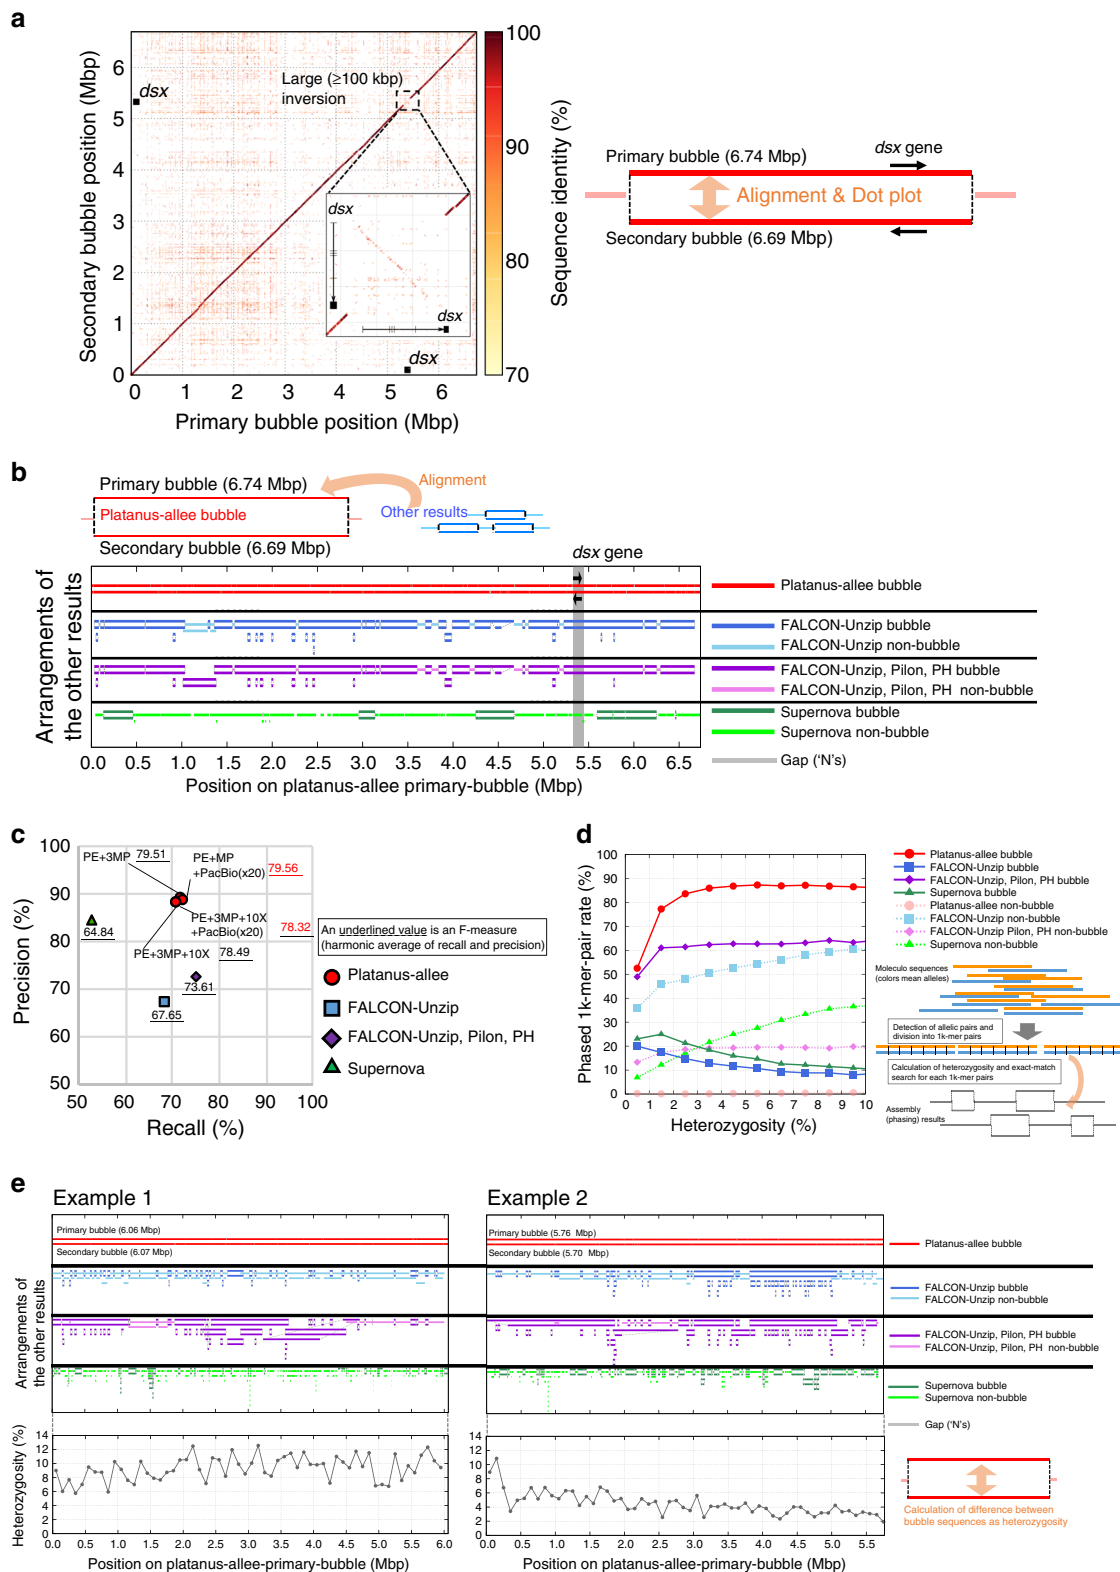 a
100
90
80
70
Sequence identity (%)
6
5
4
3
2
1
0
Secondary bubble position (Mbp)
dsx
Large (≥100 kbp)
inversion
dsx
dsx
dsx
0 1 2 3 4 5 6
Primary bubble position (Mbp)
Primary bubble (6.74 Mbp)
dsx gene
Alignment & Dot plot
Secondary bubble (6.69 Mbp)
b
Primary bubble (6.74 Mbp)
Alignment
Platanus-allee bubble
Other results
Secondary bubble (6.69 Mbp)
dsx gene
Arrangements of
the other results
Platanus-allee bubble
FALCON-Unzip bubble
FALCON-Unzip non-bubble
FALCON-Unzip, Pilon, PH bubble
FALCON-Unzip, Pilon, PH non-bubble
Supernova bubble
Supernova non-bubble
Gap ('N's)
0.0 0.5 1.0 1.5 2.0 2.5 3.0 3.5 4.0 4.5 5.0 5.5 6.0 6.5
Position on platanus-allee primary-bubble (Mbp)
c
100
90
80
70
60
50
Precision (%)
PE+3MP
79.51
PE+MP
+PacBio(x20)
79.56
PE+3MP+10X
+PacBio(x20)
78.32
64.84
PE+3MP+10X
78.49
73.61
67.65
50 60 70 80 90 100
Recall (%)
An underlined value is an F-measure
(harmonic average of recall and precision)
Platanus-allee
FALCON-Unzip
FALCON-Unzip, Pilon, PH
Supernova
d
100
90
80
70
60
50
40
30
20
10
0
Phased 1k-mer-pair rate (%)
0 1 2 3 4 5 6 7 8 9 10
Heterozygosity (%)
Platanus-allee bubble
FALCON-Unzip bubble
FALCON-Unzip, Pilon, PH bubble
Supernova bubble
Platanus-allee non-bubble
FALCON-Unzip non-bubble
FALCON-Unzip Pilon, PH non-bubble
Supernova non-bubble
Moleculo sequences
(colors mean alleles)
Detection of allelic pairs and
division into 1k-mer pairs
Calculation of heterozygosity and exact-match
search for each 1k-mer pairs
Assembly
(phasing) results
e
Example 1
Primary bubble (6.06 Mbp)
Secondary bubble (6.07 Mbp)
Example 2
Primary bubble (5.76 Mbp)
Secondary bubble (5.70 Mbp)
Arrangements of
the other results
Platanus-allee bubble
FALCON-Unzip bubble
FALCON-Unzip non-bubble
FALCON-Unzip, Pilon, PH bubble
FALCON-Unzip, Pilon, PH non-bubble
Supernova bubble
Supernova non-bubble
Gap ('N's)
Heterozygosity (%)
14
12
10
8
6
4
2
0
0.0 0.5 1.0 1.5 2.0 2.5 3.0 3.5 4.0 4.5 5.0 5.5 6.0
Position on platanus-allee-primary-bubble (Mbp)
14
12
10
8
6
4
2
0
0.0 0.5 1.0 1.5 2.0 2.5 3.0 3.5 4.0 4.5 5.0 5.5
Position on platanus-allee-primary-bubble (Mbp)
Calculation of difference between
bubble sequences as heterozygosity